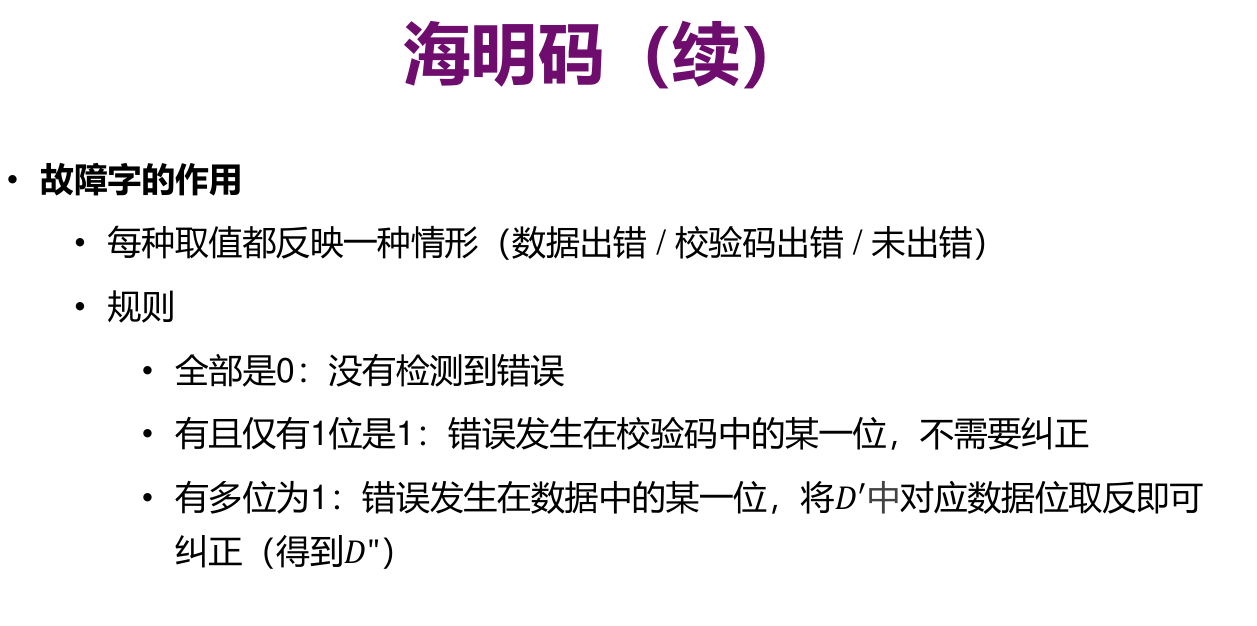 海明码（续）
• 故障字的作用
• 每种取值都反映一种情形（数据出错 / 校验码出错 / 未出错）
• 规则
• 全部是0：没有检测到错误
• 有且仅有1位是1：错误发生在校验码中的某一位，不需要纠正
• 有多位为1：错误发生在数据中的某一位，将D′中对应数据位取反即可
纠正（得到D"）